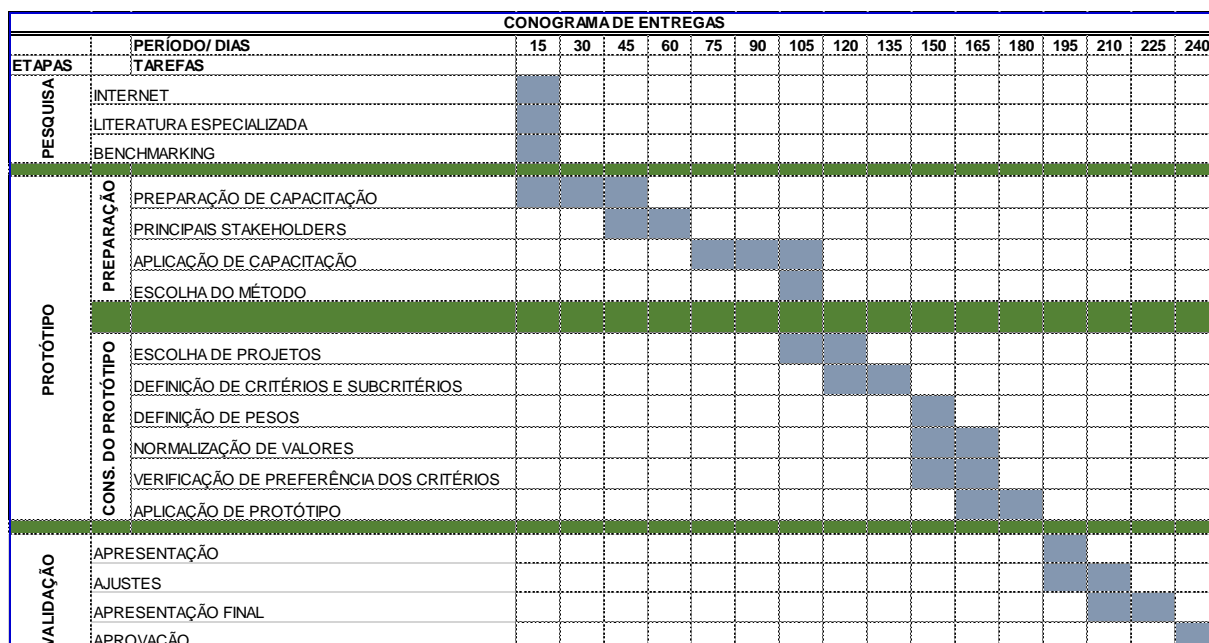 CONOGRAMA DE ENTREGAS
PERÍODO/ DIAS 15 30 45 60 75 90 105 120 135 150 165 180 195 210 225 240
ETAPAS TAREFAS
PESQUISA
INTERNET
LITERATURA ESPECIALIZADA
BENCHMARKING
PROTÓTIPO
PREPARAÇÃO
PREPARAÇÃO DE CAPACITAÇÃO
PRINCIPAIS STAKEHOLDERS
APLICAÇÃO DE CAPACITAÇÃO
ESCOLHA DO MÉTODO
CONS. DO PROTÓTIPO
ESCOLHA DE PROJETOS
DEFINIÇÃO DE CRITÉRIOS E SUBCRITÉRIOS
DEFINIÇÃO DE PESOS
NORMALIZAÇÃO DE VALORES
VERIFICAÇÃO DE PREFERÊNCIA DOS CRITÉRIOS
APLICAÇÃO DE PROTÓTIPO
VALIDAÇÃO
APRESENTAÇÃO
AJUSTES
APRESENTAÇÃO FINAL
APROVAÇÃO